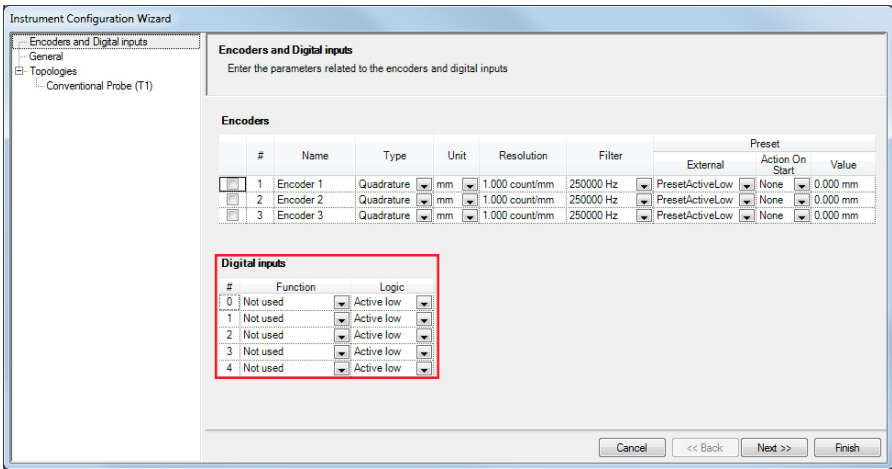 Instrument Configuration Wizard
Encoders and Digital inputs
General
Topologies
Conventional Probe (T1)
Encoders and Digital inputs
Enter the parameters related to the encoders and digital inputs
Encoders
Preset
# Name Type Unit Resolution Filter External Action On Start Value
1 Encoder 1 Quadrature mm 1.000 count/mm 250000 Hz PresetActiveLow None 0.000 mm
2 Encoder 2 Quadrature mm 1.000 count/mm 250000 Hz PresetActiveLow None 0.000 mm
3 Encoder 3 Quadrature mm 1.000 count/mm 250000 Hz PresetActiveLow None 0.000 mm
Digital inputs
# Function Logic
0 Not used Active low
1 Not used Active low
2 Not used Active low
3 Not used Active low
4 Not used Active low
Cancel << Back Next >> Finish